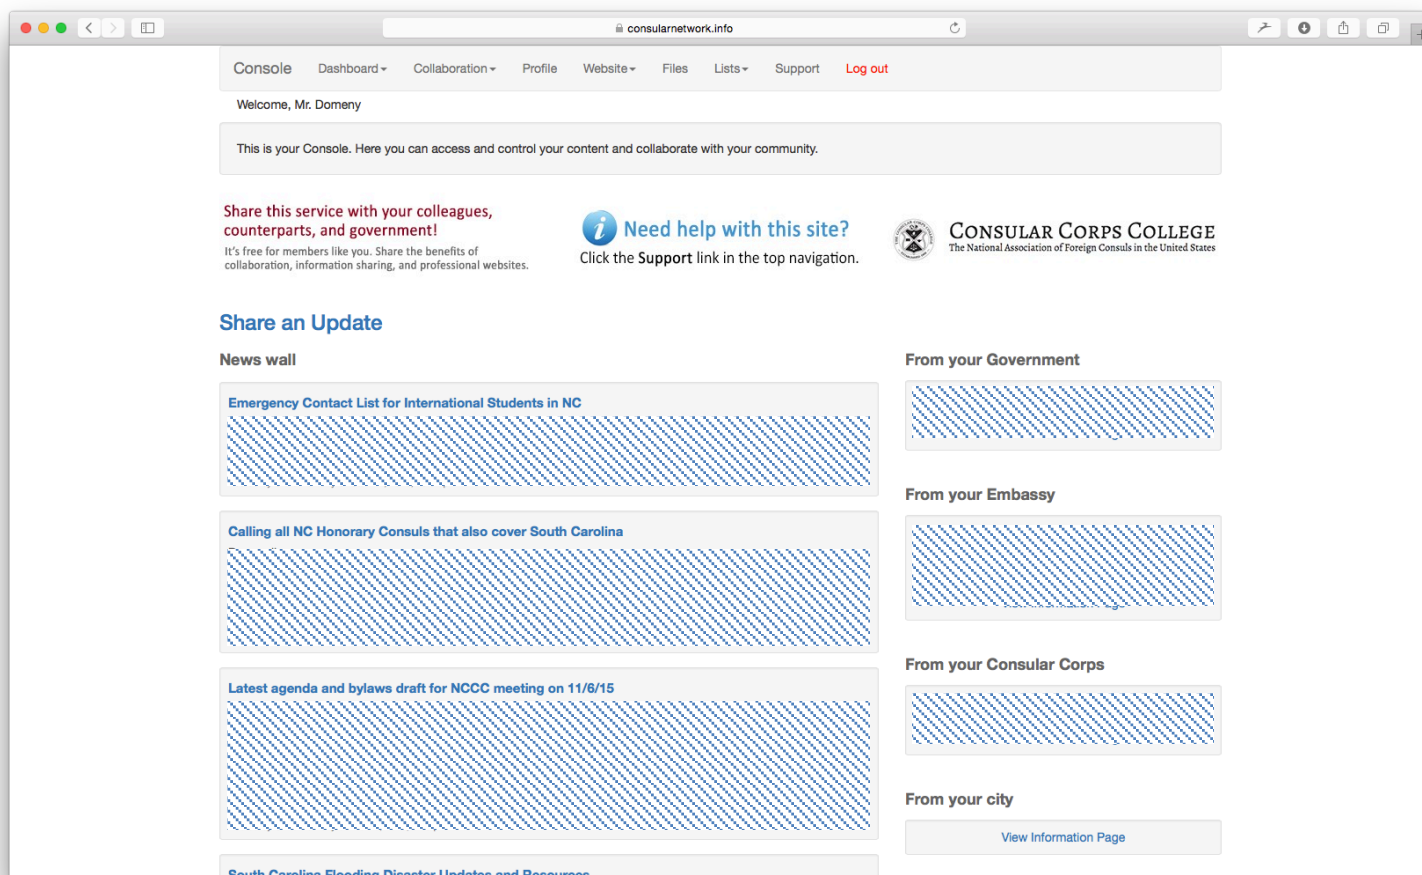 consularnetwork.info
Console Dashboard Collaboration Profile Website Files Lists Support Log out
Welcome, Mr. Domeny
This is your Console. Here you can access and control your content and collaborate with your community.
Share this service with your colleagues,
counterparts, and government!
It's free for members like you. Share the benefits of
collaboration, information sharing, and professional websites.
i Need help with this site?
Click the Support link in the top navigation.
CONSULAR CORPS COLLEGE
The National Association of Foreign Consuls in the United States
Share an Update
News wall
Emergency Contact List for International Students in NC
Calling all NC Honorary Consuls that also cover South Carolina
Latest agenda and bylaws draft for NCCC meeting on 11/6/15
South Carolina Flooding Disaster Updates and Resources
From your Government
From your Embassy
From your Consular Corps
From your city
View Information Page